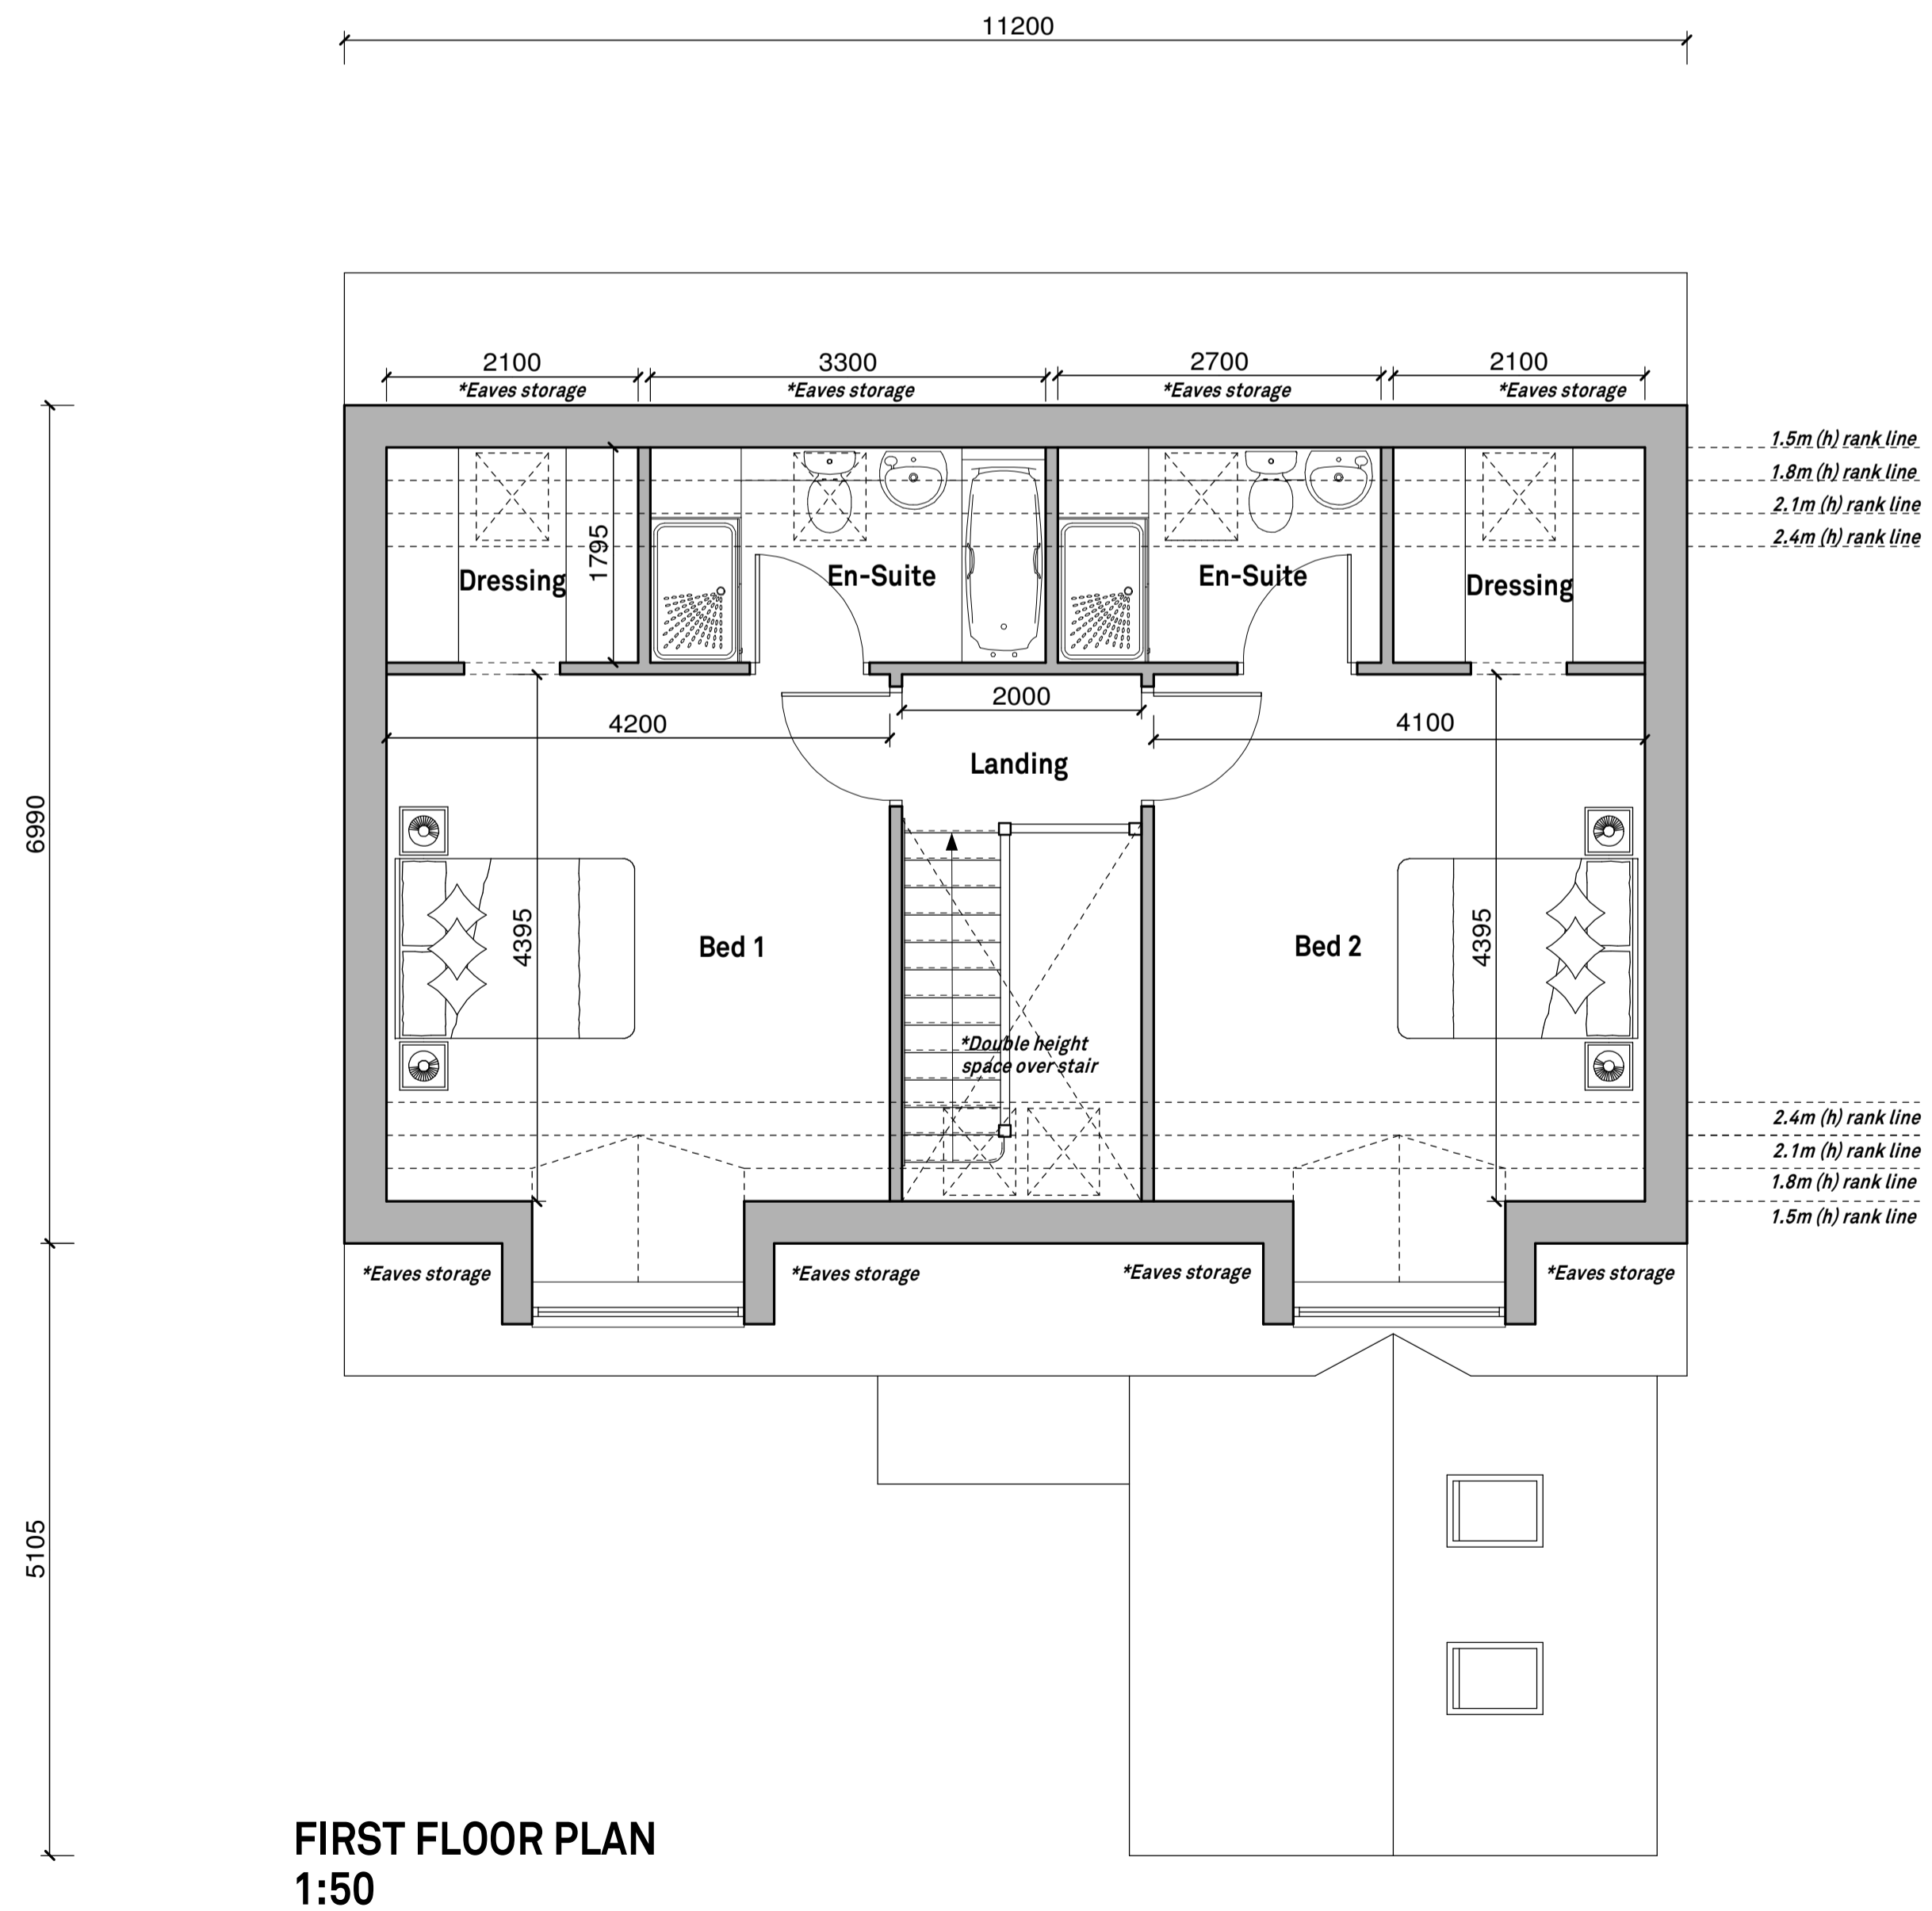 11200
2100
3300
2700
2100
*Eaves storage
*Eaves storage
*Eaves storage
*Eaves storage
1.5m (h) rank line
1.8m (h) rank line
2.1m (h) rank line
2.4m (h) rank line
1795
Dressing
En-Suite
En-Suite
Dressing
4200
2000
4100
Landing
6990
4395
Bed 1
Bed 2
4395
*Double height
space over stair
2.4m (h) rank line
2.1m (h) rank line
1.8m (h) rank line
1.5m (h) rank line
*Eaves storage
*Eaves storage
*Eaves storage
*Eaves storage
5105
FIRST FLOOR PLAN
1:50